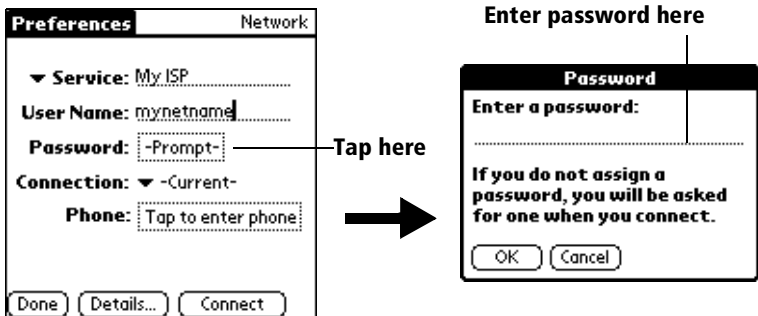 Enter password here
Preferences Network
Service: My ISP
User Name: mynetname
Password: -Prompt-
Tap here
Connection: -Current-
Phone: Tap to enter phone
Done Details... Connect
Password
Enter a password:
If you do not assign a
password, you will be asked
for one when you connect.
OK Cancel